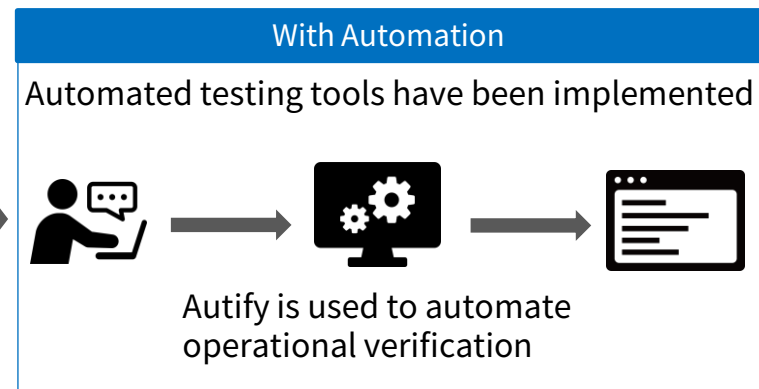 With Automation
Automated testing tools have been implemented
Autify is used to automate
operational verification